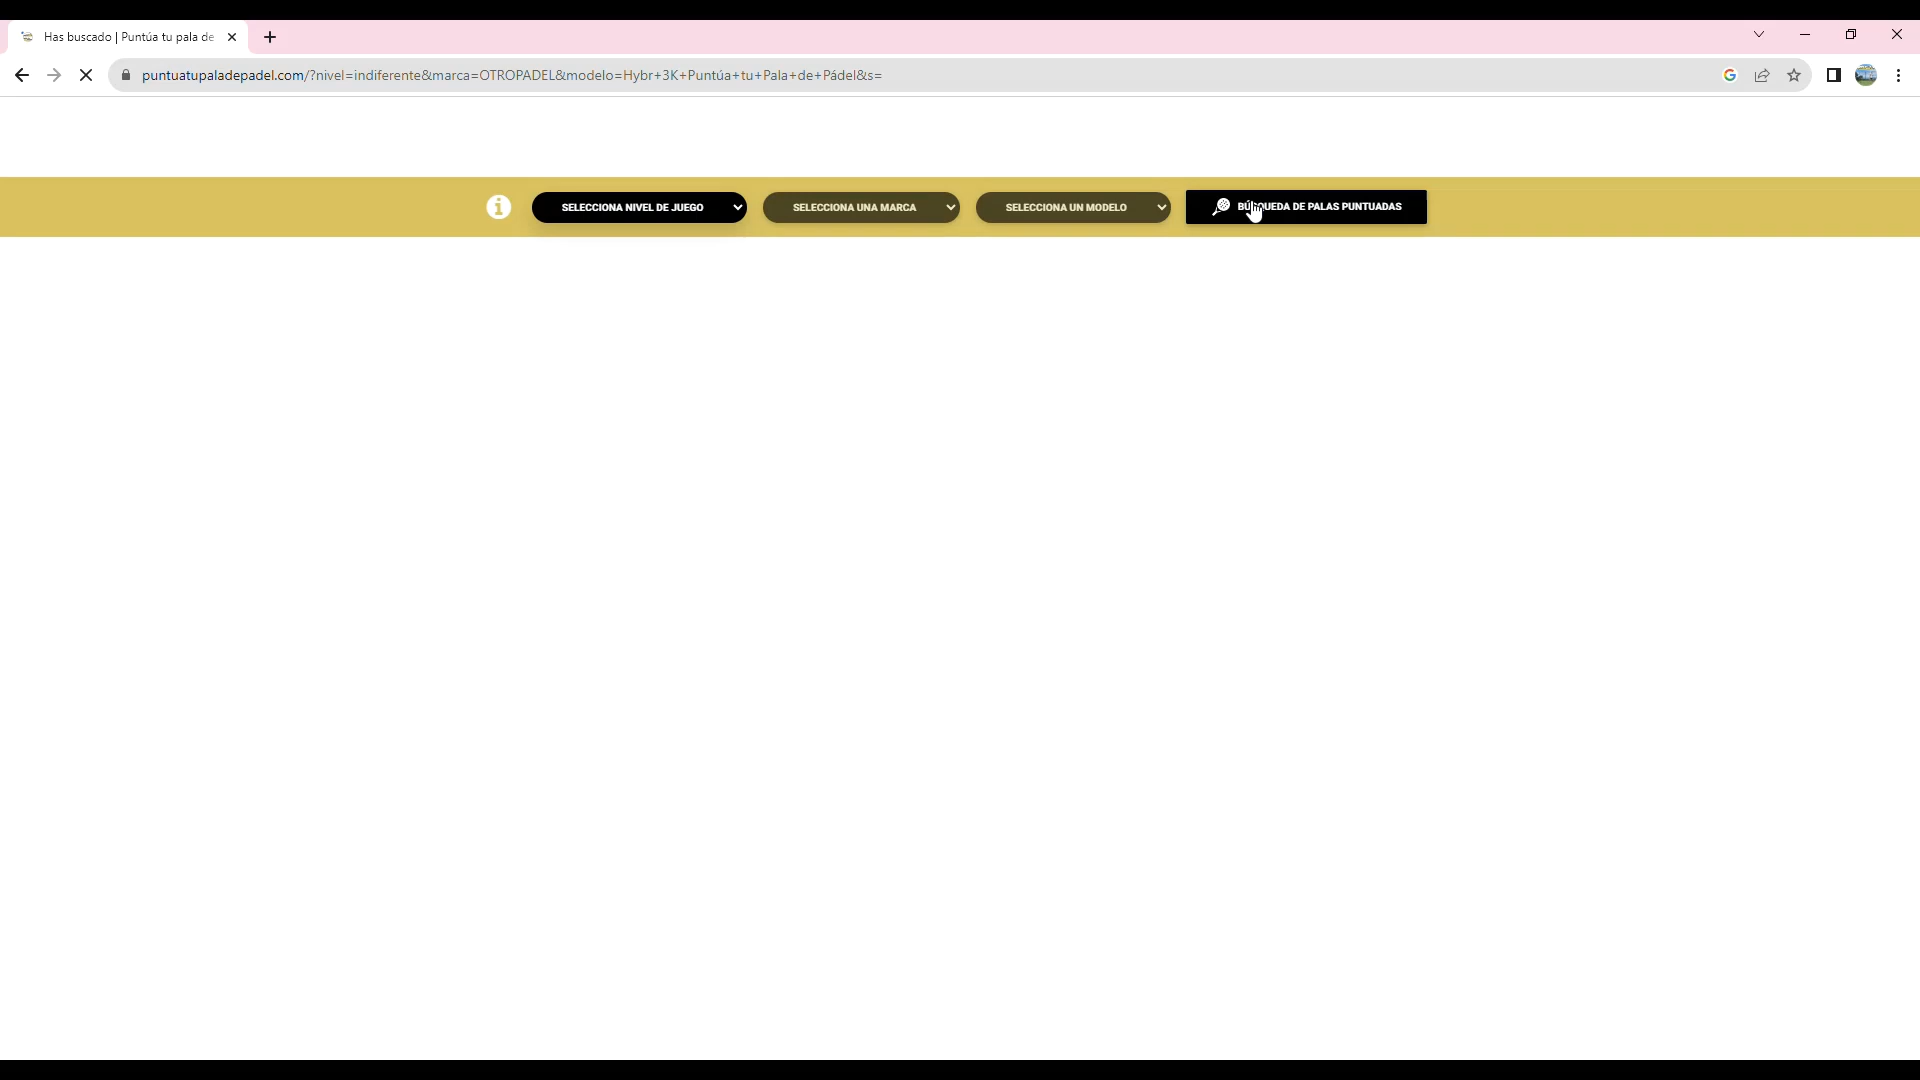 Has buscado | Puntúa tu pala de
puntuatupaladepadel.com/?nivel=indiferente&marca=OTROPADEL&modelo=Hybr+3K+Puntúa+tu+Pala+de+Pádel&s=
SELECCIONA NIVEL DE JUEGO
SELECCIONA UNA MARCA
SELECCIONA UN MODELO
BÚSQUEDA DE PALAS PUNTUADAS